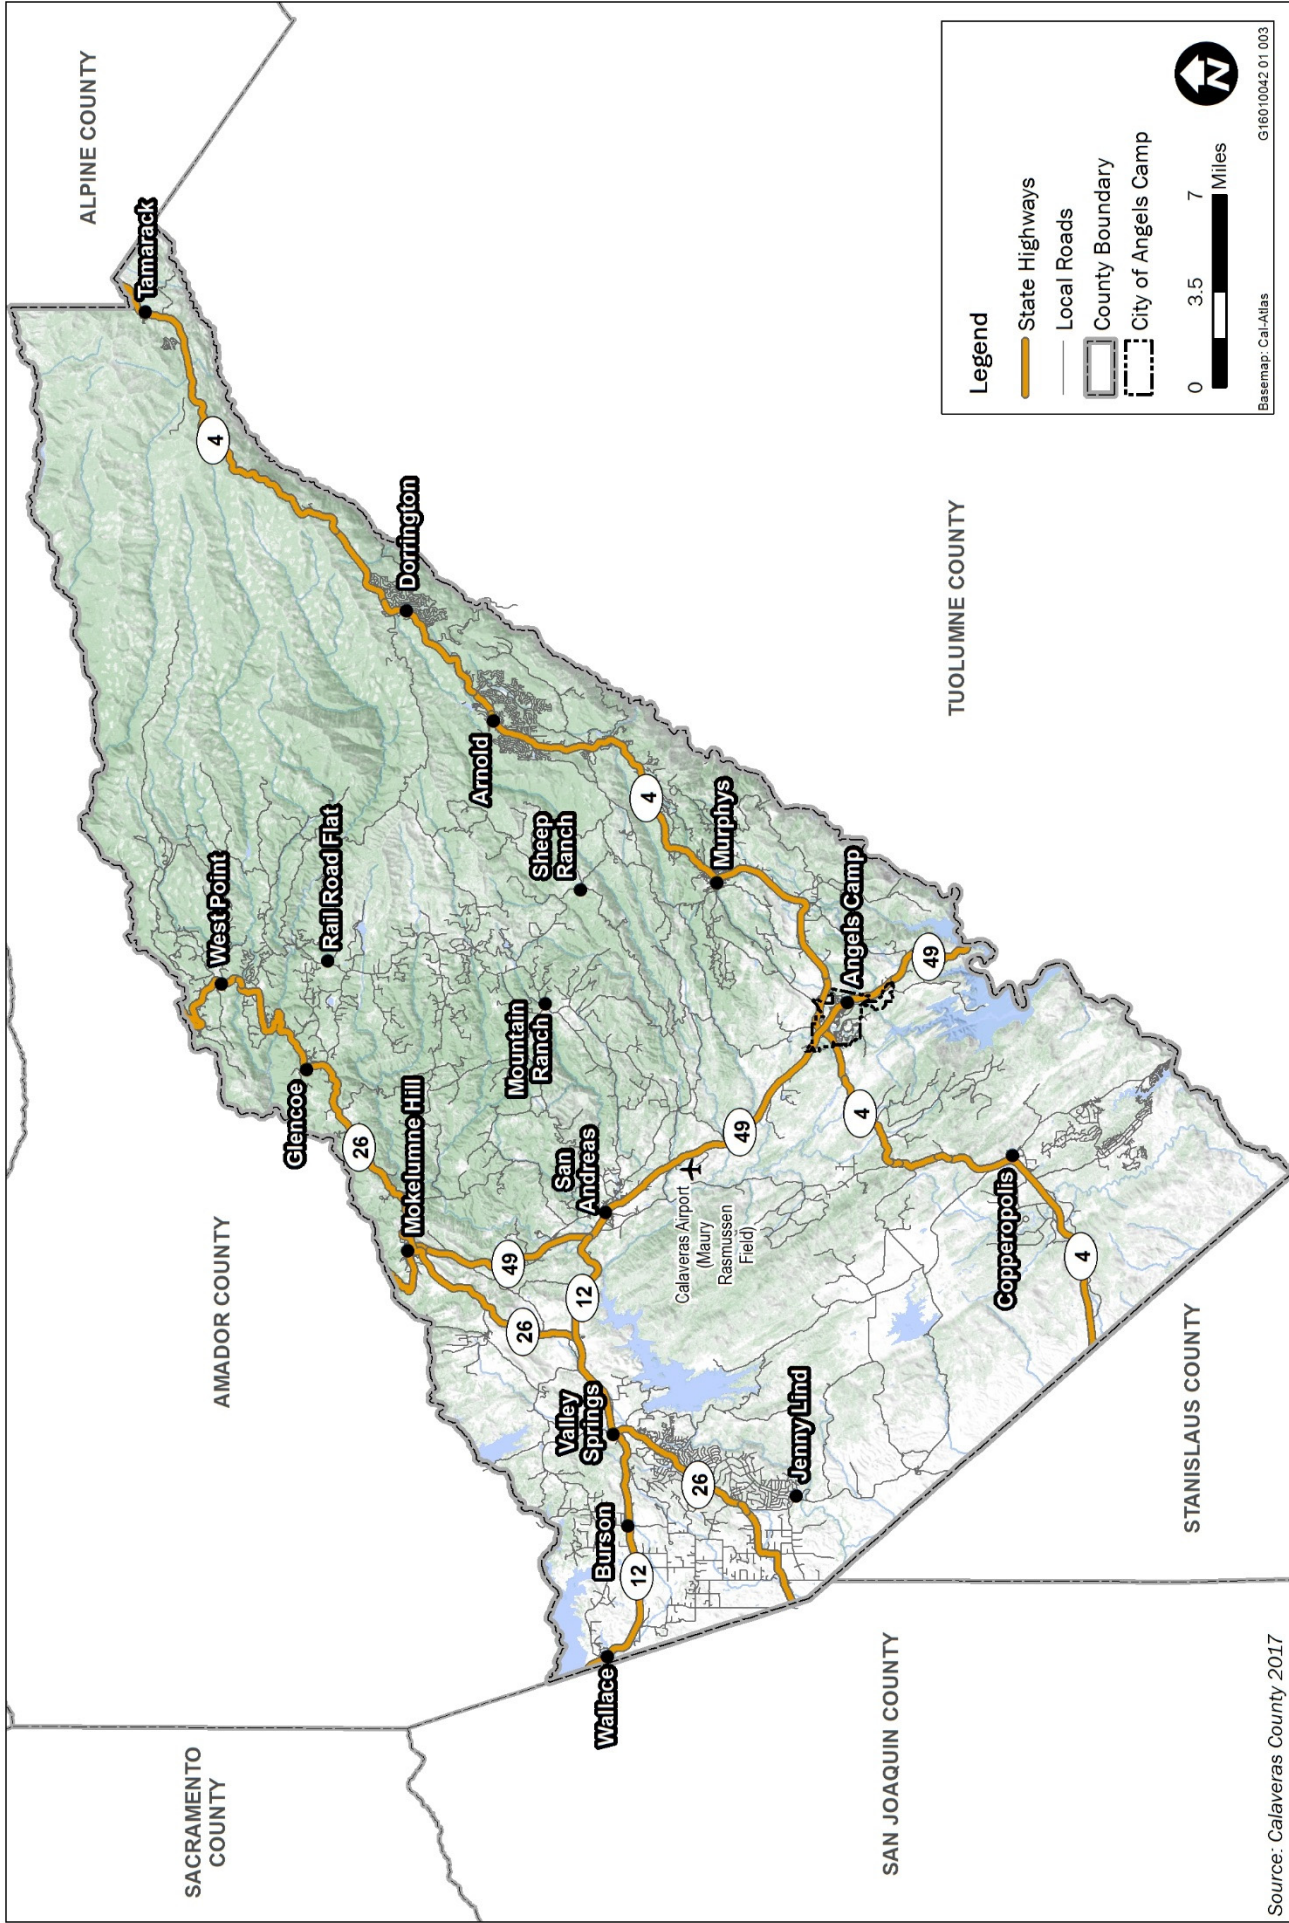 ALPINE COUNTY
Tamarack
4
Dorrington
Arnold
West Point
Rail Road Flat
Sheep
Ranch
4
Murphys
TUOLUMNE COUNTY
Glencoe
26
Mokelumne Hill
Mountain
Ranch
Angels Camp
49
AMADOR COUNTY
San
Andreas
49
4
49
12
Calaveras Airport
(Maury
Rasmussen
Field)
Copperopolis
4
26
Valley
Springs
Jenny Lind
26
Burson
12
Wallace
STANISLAUS COUNTY
SACRAMENTO
COUNTY
SAN JOAQUIN COUNTY
Legend
State Highways
Local Roads
County Boundary
City of Angels Camp
N
0 3.5 7
Miles
Basemap: Cal-Atlas
G16010042 01 003
Source: Calaveras County 2017